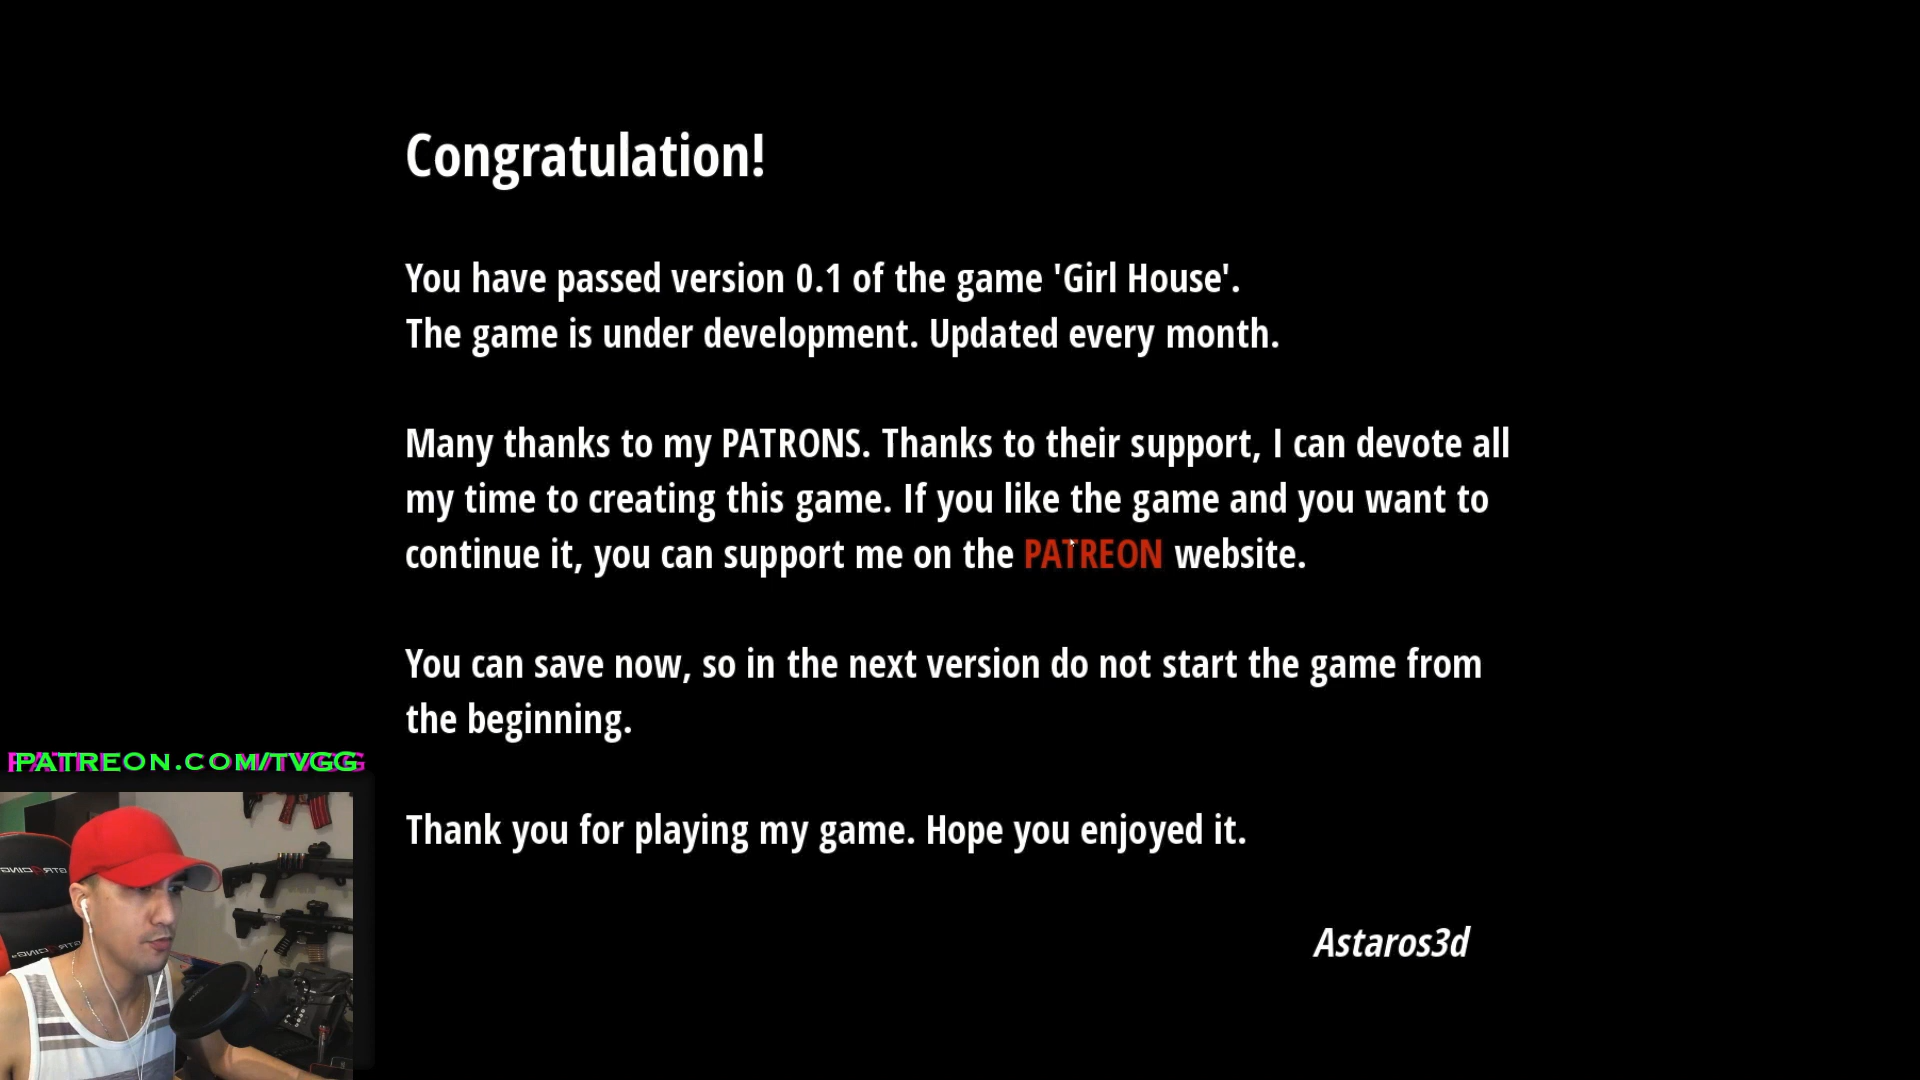 Congratulation!
You have passed version 0.1 of the game 'Girl House'.
The game is under development. Updated every month.
Many thanks to my PATRONS. Thanks to their support, I can devote all
my time to creating this game. If you like the game and you want to
continue it, you can support me on the PATREON website.
You can save now, so in the next version do not start the game from
the beginning.
PATREON.COM/TVGG
Thank you for playing my game. Hope you enjoyed it.
Astaros3d